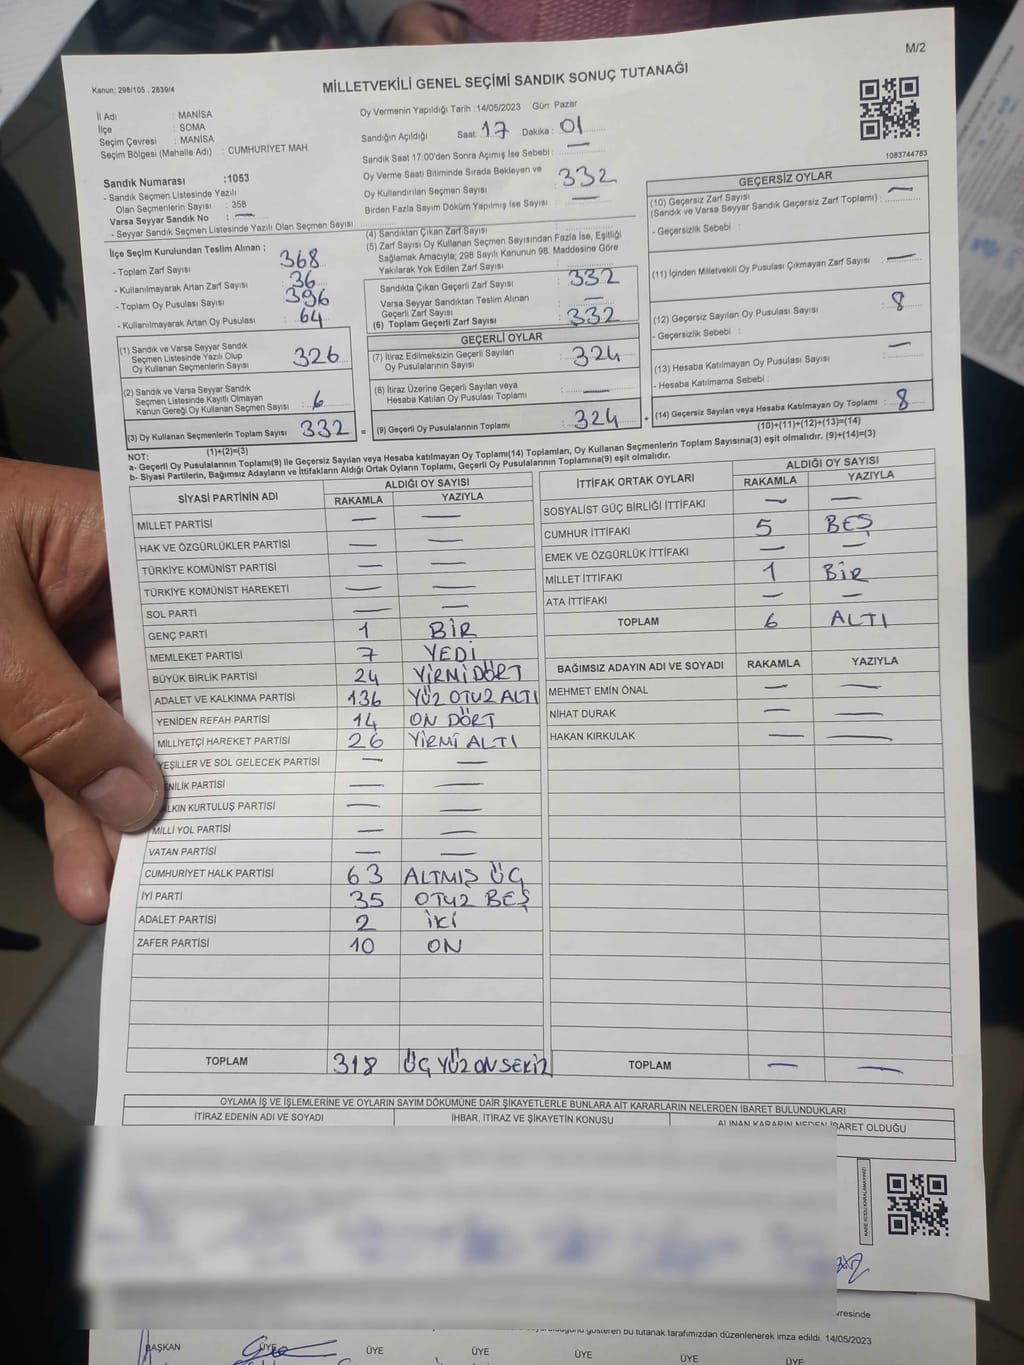 M/2
Kanun: 298/105 , 2839/4
MİLLETVEKİLİ GENEL SEÇİMİ SANDIK SONUÇ TUTANAĞI
İl Adı : MANİSA
İlçe : SOMA
Seçim Çevresi : MANİSA
Seçim Bölgesi (Mahalle Adı) : CUMHURİYET MAH.
Sandık Numarası :1053
- Sandık Seçmen Listesinde Yazılı
Olan Seçmenlerin Sayısı : 358
Varsa Seyyar Sandık No : —
- Seyyar Sandık Seçmen Listesinde Yazılı Olan Seçmen Sayısı :
İlçe Seçim Kurulundan Teslim Alınan ;
- Toplam Zarf Sayısı : 368
- Kullanılmayarak Artan Zarf Sayısı : 36
- Toplam Oy Pusulası Sayısı : 396
- Kullanılmayarak Artan Oy Pusulası : 64
(1) Sandık ve Varsa Seyyar Sandık
Seçmen Listesinde Yazılı Olup
Oy Kullanan Seçmenlerin Sayısı : 326
(2) Sandık ve Varsa Seyyar Sandık
Seçmen Listesinde Kayıtlı Olmayan
Kanun Gereği Oy Kullanan Seçmen Sayısı : 6
(3) Oy Kullanan Seçmenlerin Toplam Sayısı : 332 =
(1)+(2)=(3)
Oy Vermenin Yapıldığı Tarih : 14/05/2023 Gün: Pazar
Sandığın Açıldığı Saat: 17 Dakika : 01
Sandık Saat 17.00'den Sonra Açılmış İse Sebebi : —
Oy Verme Saati Bitiminde Sırada Bekleyen ve
Oy Kullandırılan Seçmen Sayısı : 332
Birden Fazla Sayım Döküm Yapılmış İse Sayısı : —
(4) Sandıktan Çıkan Zarf Sayısı :
(5) Zarf Sayısı Oy Kullanan Seçmen Sayısından Fazla İse, Eşitliği
Sağlamak Amacıyla; 298 Sayılı Kanunun 98. Maddesine Göre
Yakılarak Yok Edilen Zarf Sayısı :
Sandıkta Çıkan Geçerli Zarf Sayısı : 332
Varsa Seyyar Sandıktan Teslim Alınan
Geçerli Zarf Sayısı : —
(6) Toplam Geçerli Zarf Sayısı : 332
GEÇERLİ OYLAR
(7) İtiraz Edilmeksizin Geçerli Sayılan
Oy Pusulalarının Sayısı : 324
(8) İtiraz Üzerine Geçerli Sayılan veya
Hesaba Katılan Oy Pusulası Toplamı : —
(9) Geçerli Oy Pusulalarının Toplamı : 324 +
1083744783
GEÇERSİZ OYLAR
(10) Geçersiz Zarf Sayısı
(Sandık ve Varsa Seyyar Sandık Geçersiz Zarf Toplamı) : —
- Geçersizlik Sebebi :
(11) İçinden Milletvekili Oy Pusulası Çıkmayan Zarf Sayısı : —
(12) Geçersiz Sayılan Oy Pusulası Sayısı : 8
- Geçersizlik Sebebi :
(13) Hesaba Katılmayan Oy Pusulası Sayısı : —
- Hesaba Katılmama Sebebi :
(14) Geçersiz Sayılan veya Hesaba Katılmayan Oy Toplamı : 8
(10)+(11)+(12)+(13)=(14)
NOT:
a- Geçerli Oy Pusulalarının Toplamı(9) ile Geçersiz Sayılan veya Hesaba katılmayan Oy Toplamı(14) Toplamları, Oy Kullanan Seçmenlerin Toplam Sayısına(3) eşit olmalıdır. (9)+(14)=(3)
b- Siyasi Partilerin, Bağımsız Adayların ve İttifakların Aldığı Ortak Oyların Toplamı, Geçerli Oy Pusulalarının Toplamına(9) eşit olmalıdır.
SİYASİ PARTİNİN ADI ALDIĞI OY SAYISI
RAKAMLA YAZIYLA
MİLLET PARTİSİ — —
HAK VE ÖZGÜRLÜKLER PARTİSİ — —
TÜRKİYE KOMÜNİST PARTİSİ — —
TÜRKİYE KOMÜNİST HAREKETİ — —
SOL PARTİ — —
GENÇ PARTİ 1 BİR
MEMLEKET PARTİSİ 7 YEDİ
BÜYÜK BİRLİK PARTİSİ 24 YİRMİ DÖRT
ADALET VE KALKINMA PARTİSİ 136 YÜZ OTUZ ALTI
YENİDEN REFAH PARTİSİ 14 ON DÖRT
MİLLİYETÇİ HAREKET PARTİSİ 26 YİRMİ ALTI
YEŞİLLER VE SOL GELECEK PARTİSİ — —
ENİLİK PARTİSİ — —
LKIN KURTULUŞ PARTİSİ — —
MİLLİ YOL PARTİSİ — —
VATAN PARTİSİ — —
CUMHURİYET HALK PARTİSİ 63 ALTMIŞ ÜÇ
İYİ PARTİ 35 OTUZ BEŞ
ADALET PARTİSİ 2 İKİ
ZAFER PARTİSİ 10 ON
TOPLAM 318 ÜÇ YÜZ ON SEKİZ
İTTİFAK ORTAK OYLARI ALDIĞI OY SAYISI
RAKAMLA YAZIYLA
SOSYALİST GÜÇ BİRLİĞİ İTTİFAKI — —
CUMHUR İTTİFAKI 5 BEŞ
EMEK VE ÖZGÜRLÜK İTTİFAKI — —
MİLLET İTTİFAKI 1 BİR
ATA İTTİFAKI — —
TOPLAM 6 ALTI
BAĞIMSIZ ADAYIN ADI VE SOYADI RAKAMLA YAZIYLA
MEHMET EMİN ÖNAL — —
NİHAT DURAK — —
HAKAN KIRKULAK — —
TOPLAM — —
OYLAMA İŞ VE İŞLEMLERİNE VE OYLARIN SAYIM DÖKÜMÜNE DAİR ŞİKAYETLERLE BUNLARA AİT KARARLARIN NELERDEN İBARET BULUNDUKLARI
İTİRAZ EDENİN ADI VE SOYADI İHBAR, İTİRAZ VE ŞİKAYETİN KONUSU ALINAN KARARIN NEDEN İBARET OLDUĞU
KARE KODU KARALAMAYINIZ!
resinde
gösteren bu tutanak tarafımızdan düzenlenerek imza edildi. 14/05/2023
BAŞKAN ÜYE ÜYE ÜYE ÜYE ÜYE ÜYE